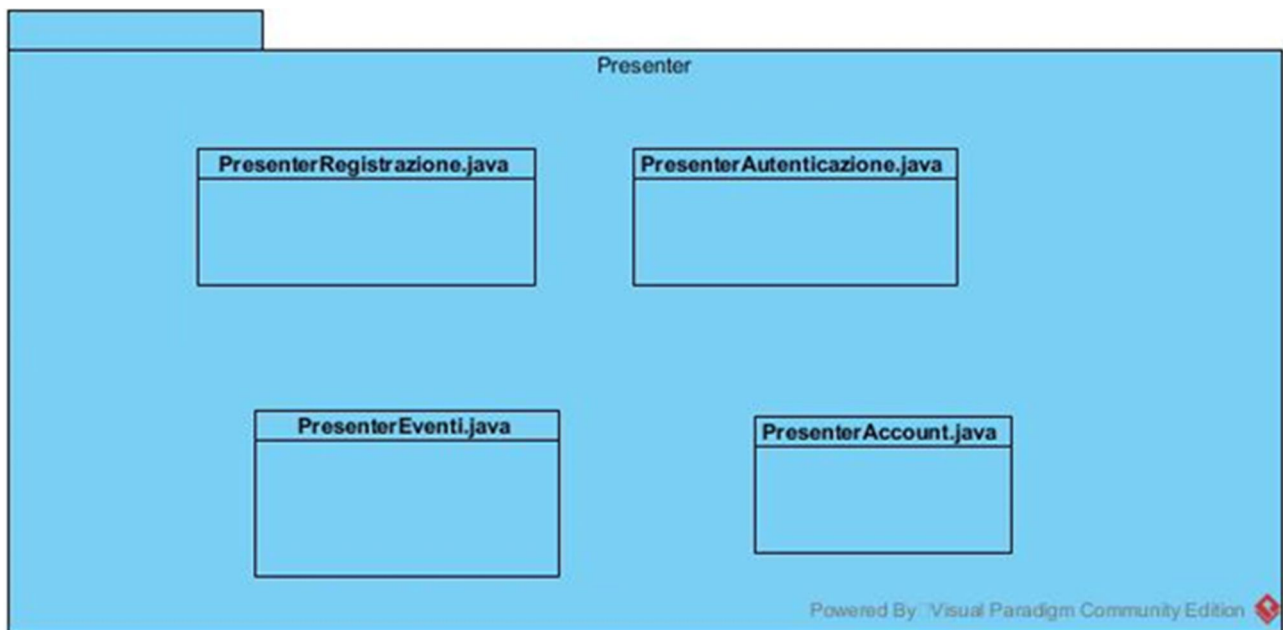 Presenter
PresenterRegistrazione.java
PresenterAutenticazione.java
PresenterEventi.java
PresenterAccount.java
Powered By Visual Paradigm Community Edition